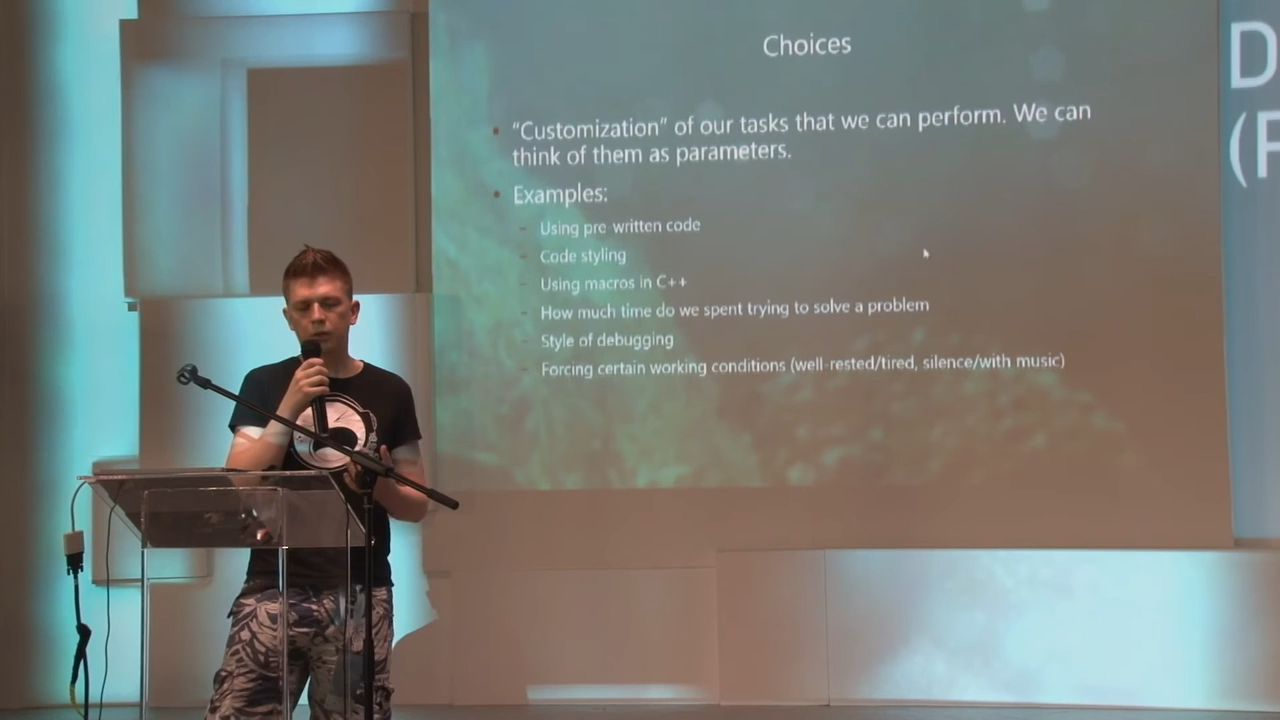 Choices
"Customization" of our tasks that we can perform. We can
think of them as parameters.
Examples:
Using pre-written code
Code styling
Using macros in C++
How much time do we spent trying to solve a problem
Style of debugging
Forcing certain working conditions (well-rested/tired, silence/with music)
D
(F